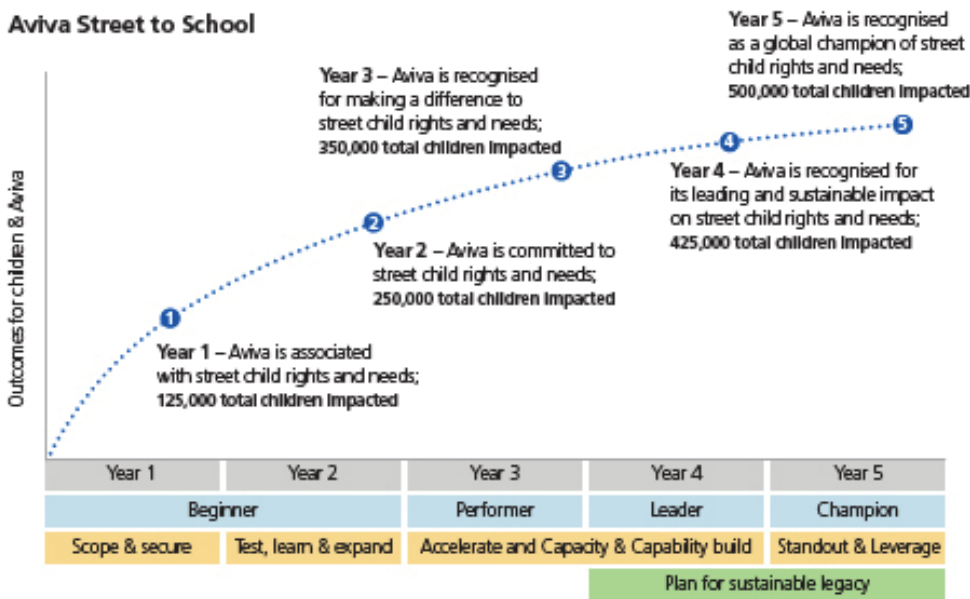 Aviva Street to School
Year 5 – Aviva is recognised
as a global champion of street
child rights and needs;
500,000 total children impacted
Year 3 – Aviva is recognised
for making a difference to
street child rights and needs;
350,000 total children impacted
5
4
3
Year 4 – Aviva is recognised for
its leading and sustainable impact
on street child rights and needs;
425,000 total children impacted
2
Year 2 – Aviva is committed to
street child rights and needs;
250,000 total children impacted
1
Year 1 – Aviva is associated
with street child rights and needs;
125,000 total children impacted
Outcomes for children & Aviva
Year 1 Year 2 Year 3 Year 4 Year 5
Beginner Performer Leader Champion
Scope & secure Test, learn & expand Accelerate and Capacity & Capability build Standout & Leverage
Plan for sustainable legacy